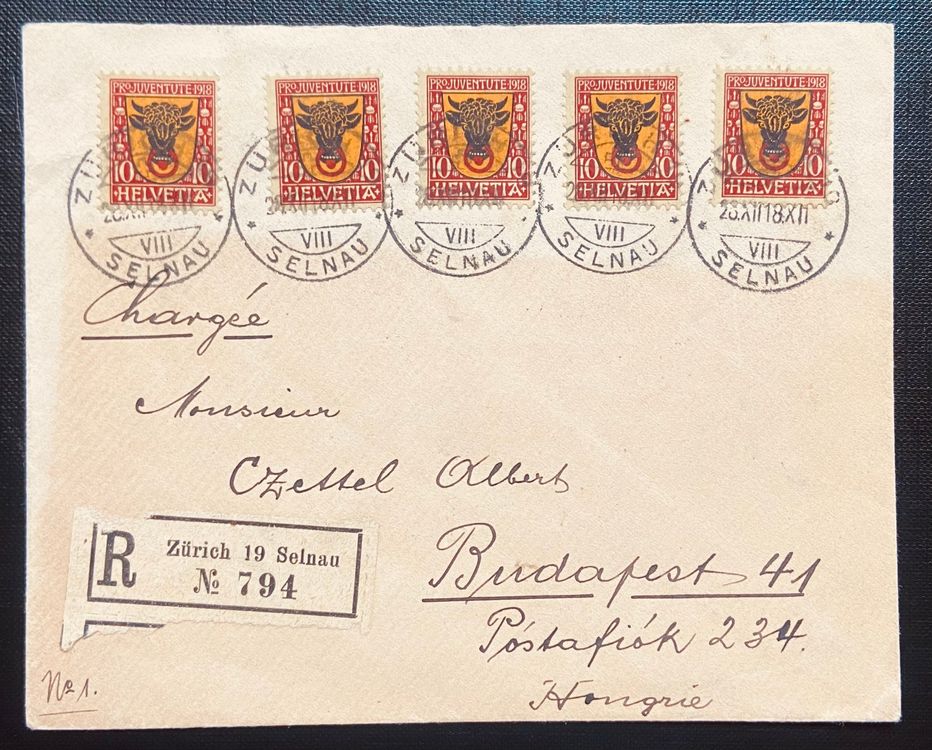 PRO JUVENTUTE·1918 PRO JUVENTUTE·1918 PRO JUVENTUTE·1918 PRO JUVENTUTE·1918 PRO JUVENTUTE·1918
10 10 10 10 10 10 10 10 10 10
HELVETIA HELVETIA HELVETIA HELVETIA HELVETIA
28.XII18.XII
VIII VIII VIII VIII VIII
SELNAU SELNAU SELNAU SELNAU SELNAU
Chargée
Monsieur
Czettel Albert
R Zürich 19 Selnau
№ 794
Budapest 41
Póstafiók 234.
Hongrie
№ 1.